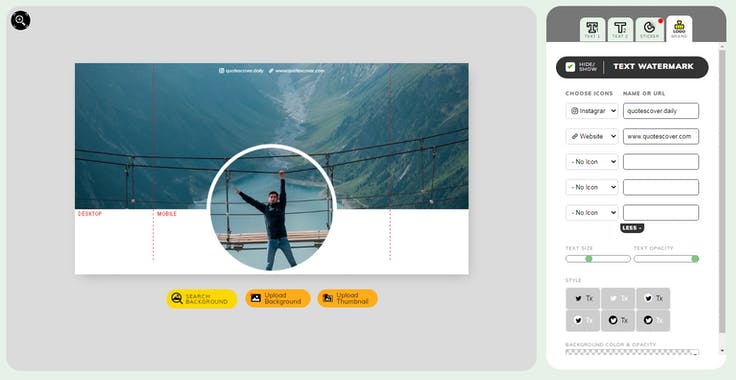 quotescover.daily www.quotescover.com
DESKTOP
MOBILE
SEARCH
BACKGROUND
Upload
Background
Upload
Thumbnail
TEXT 1
TEXT 2
STICKER
LOGO
BRAND
HIDE/
SHOW
TEXT WATERMARK
CHOOSE ICONS NAME OR URL
Instagrar quotescover.daily
Website www.quotescover.com
- No Icon
- No Icon
- No Icon
LESS -
TEXT SIZE TEXT OPACITY
STYLE
Tx Tx Tx
Tx Tx Tx
BACKGROUND COLOR & OPACITY